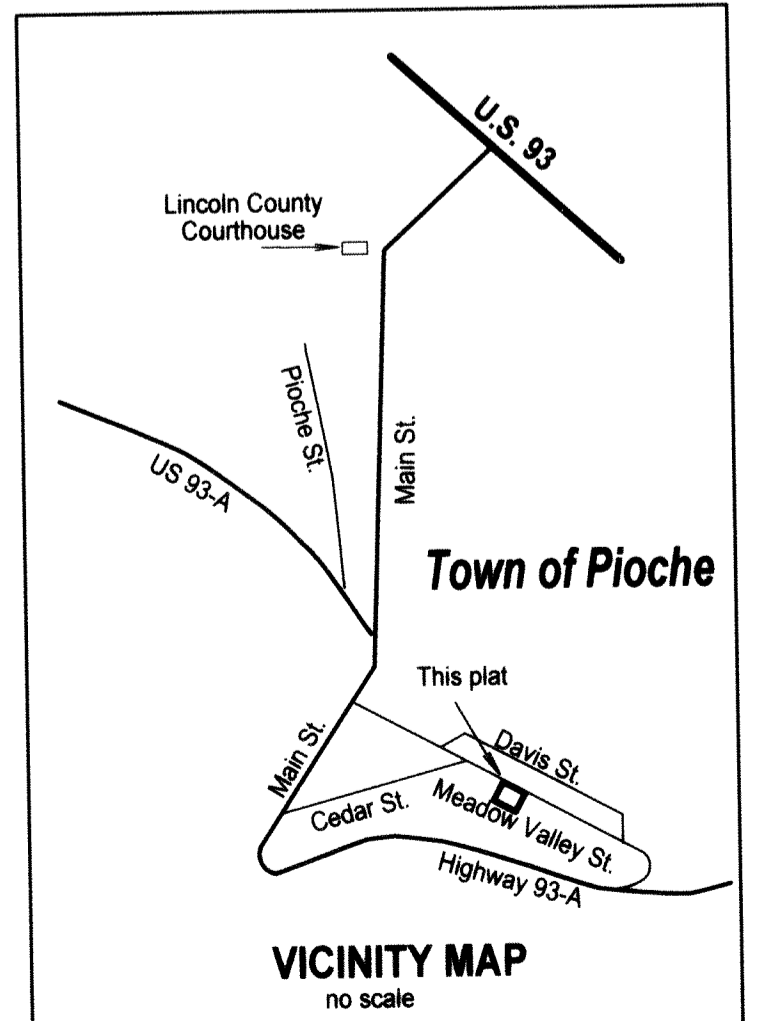 U.S. 93
Lincoln County
Courthouse
Pioche St.
Main St.
US 93-A
Town of Pioche
This plat
Main St.
Davis St.
Cedar St.
Meadow Valley St.
Highway 93-A
VICINITY MAP
no scale